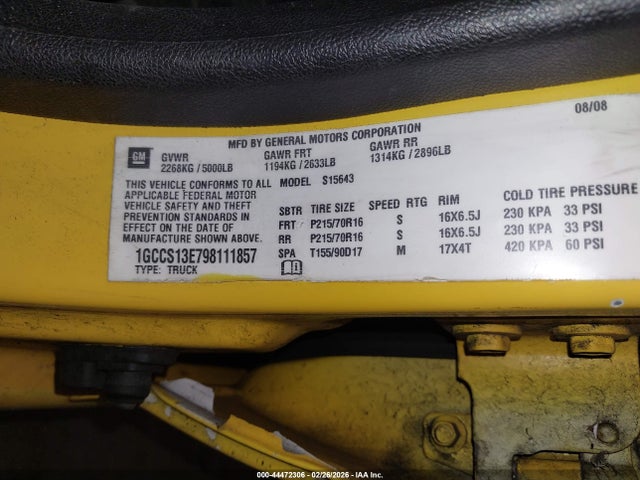 08/08
MFD BY GENERAL MOTORS CORPORATION
GM
GVWR GAWR FRT GAWR RR
2268KG / 5000LB 1194KG / 2633LB 1314KG / 2896LB
THIS VEHICLE CONFORMS TO ALL MODEL S15643
APPLICABLE FEDERAL MOTOR
VEHICLE SAFETY AND THEFT
PREVENTION STANDARDS IN
EFFECT ON THE DATE OF
MANUFACTURE SHOWN ABOVE.
1GCCS13E798111857
TYPE: TRUCK
SBTR TIRE SIZE SPEED RTG RIM COLD TIRE PRESSURE
FRT P215/70R16 S 16X6.5J 230 KPA 33 PSI
RR P215/70R16 S 16X6.5J 230 KPA 33 PSI
SPA T155/90D17 M 17X4T 420 KPA 60 PSI
000-44472306 - 02/26/2026 - IAA Inc.